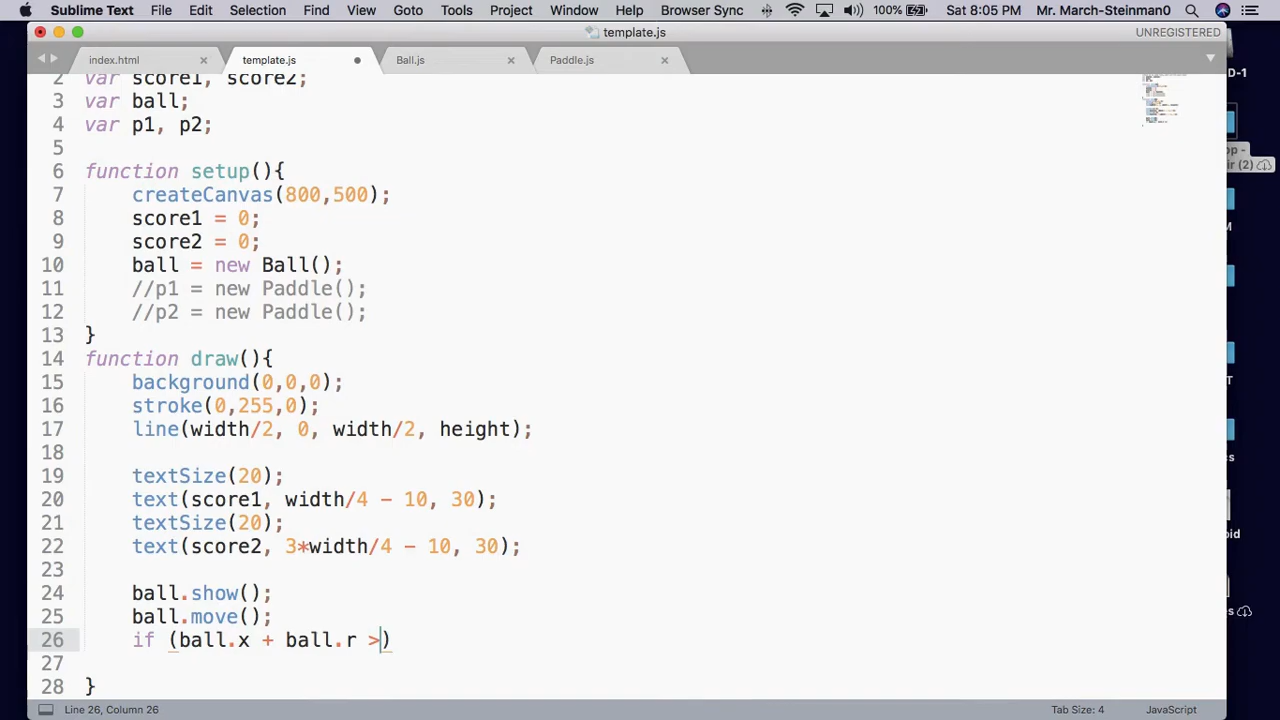 Sublime Text File Edit Selection Find View Goto Tools Project Window Help Browser Sync 100% Sat 8:05 PM Mr. March-Steinman0
template.js UNREGISTERED
index.html template.js Ball.js Paddle.js
2 var score1, score2;
3 var ball;
4 var p1, p2;
5
6 function setup(){
7 createCanvas(800,500);
8 score1 = 0;
9 score2 = 0;
10 ball = new Ball();
11 //p1 = new Paddle();
12 //p2 = new Paddle();
13 }
14 function draw(){
15 background(0,0,0);
16 stroke(0,255,0);
17 line(width/2, 0, width/2, height);
18
19 textSize(20);
20 text(score1, width/4 - 10, 30);
21 textSize(20);
22 text(score2, 3*width/4 - 10, 30);
23
24 ball.show();
25 ball.move();
26 if (ball.x + ball.r >)
27
28 }
Line 26, Column 26 Tab Size: 4 JavaScript